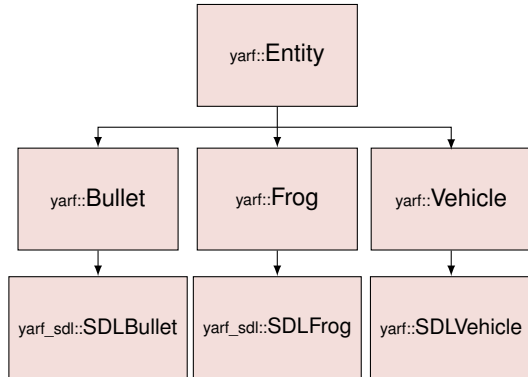 yarf::Entity
yarf::Bullet
yarf::Frog
yarf::Vehicle
yarf_sdl::SDLBullet
yarf_sdl::SDLFrog
yarf::SDLVehicle